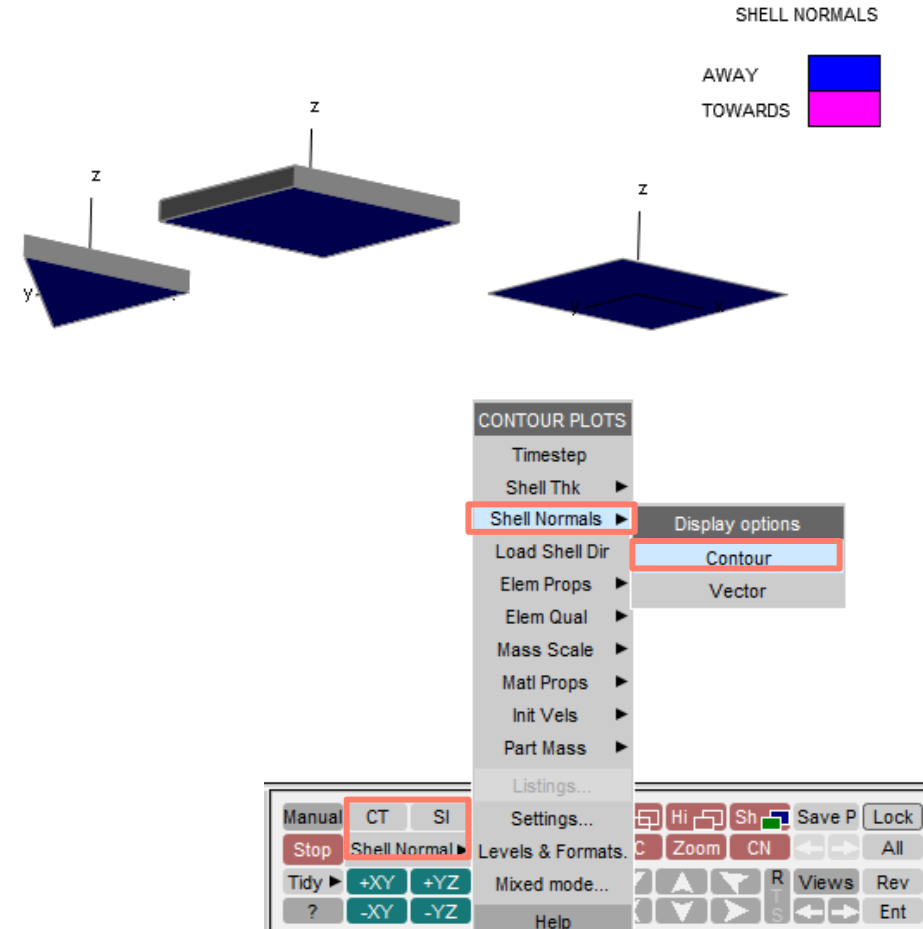 SHELL NORMALS
AWAY
TOWARDS
z
z
z
y
y
x
CONTOUR PLOTS
Timestep
Shell Thk
Shell Normals
Display options
Load Shell Dir
Contour
Elem Props
Vector
Elem Qual
Mass Scale
Matl Props
Init Vels
Part Mass
Listings...
Manual CT SI Settings... Hi Sh Save P Lock
Stop Shell Normal Levels & Formats. C Zoom CN All
Tidy +XY +YZ Mixed mode... R Views Rev
T
? -XY -YZ Help S Ent